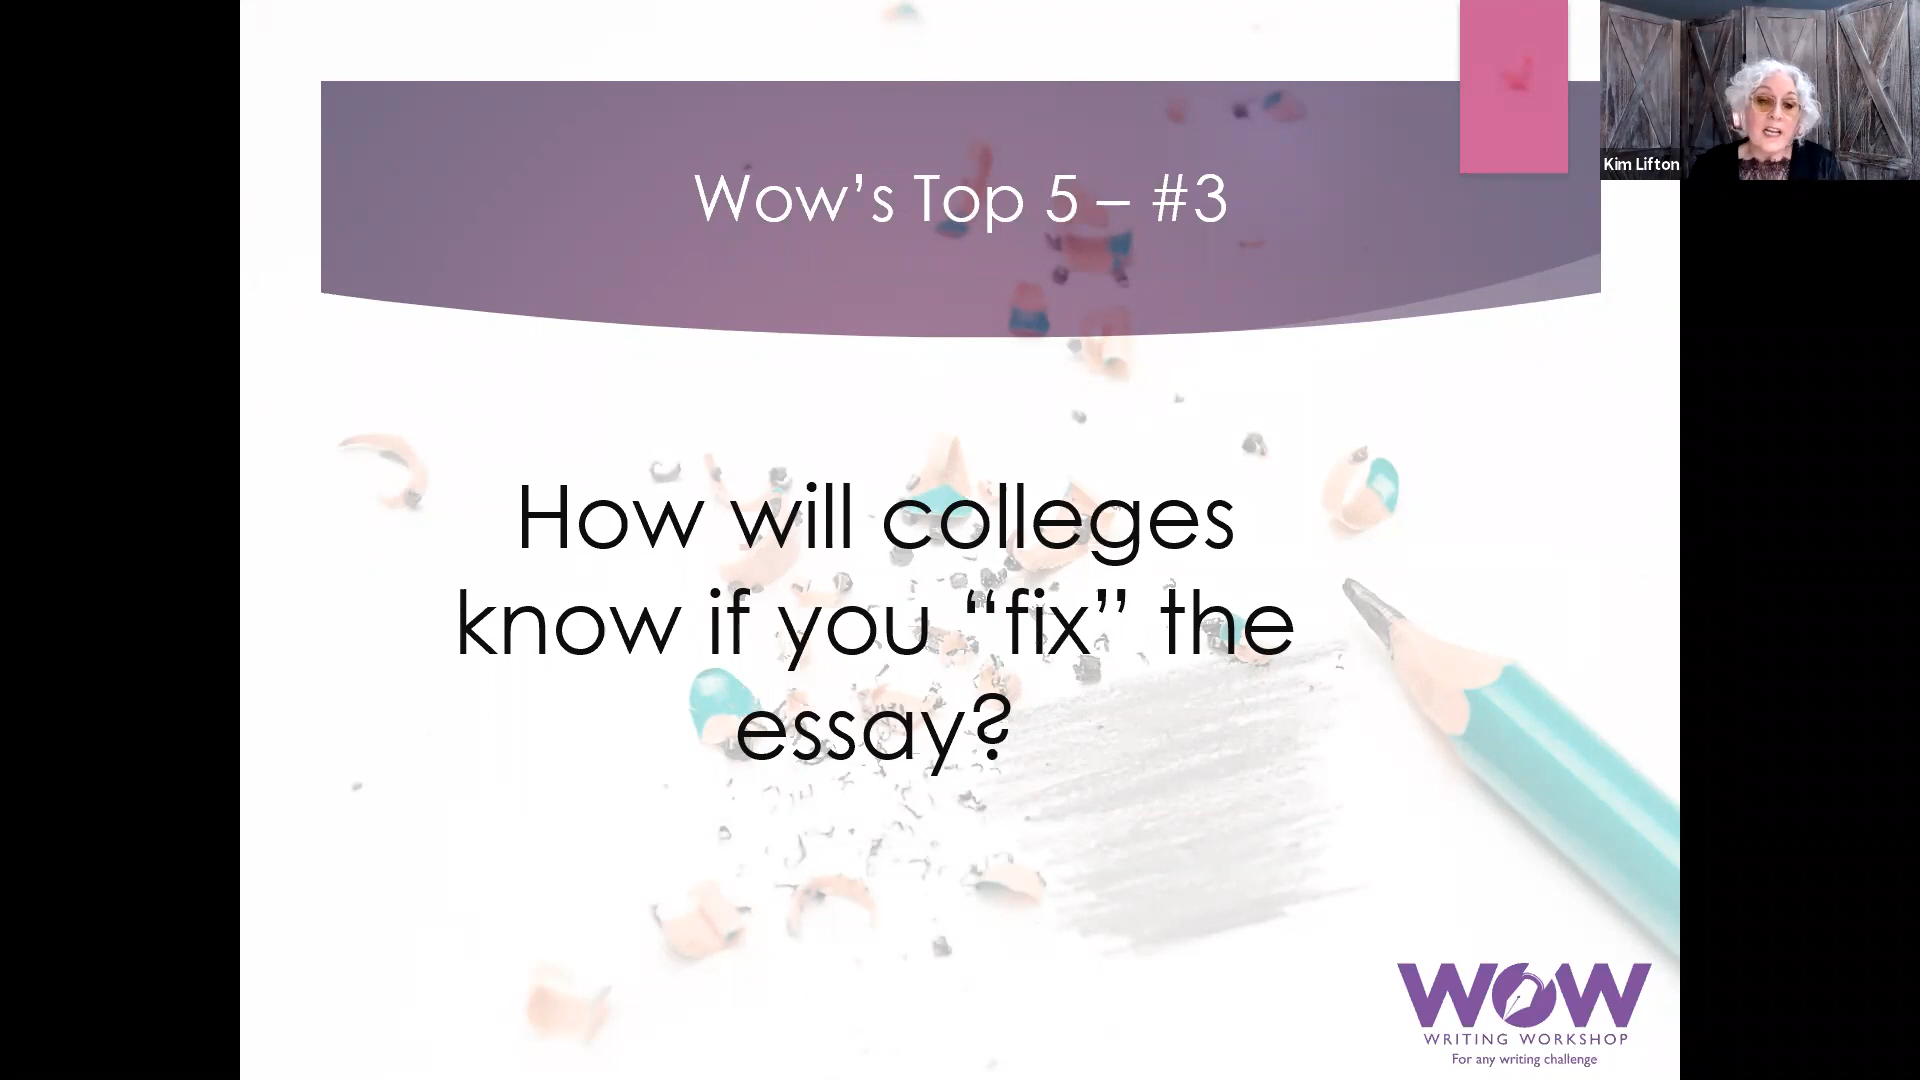 Wow’s Top 5 – #3
Kim Lifton
How will colleges
know if you “fix” the
essay?
WOW
WRITING WORKSHOP
For any writing challenge